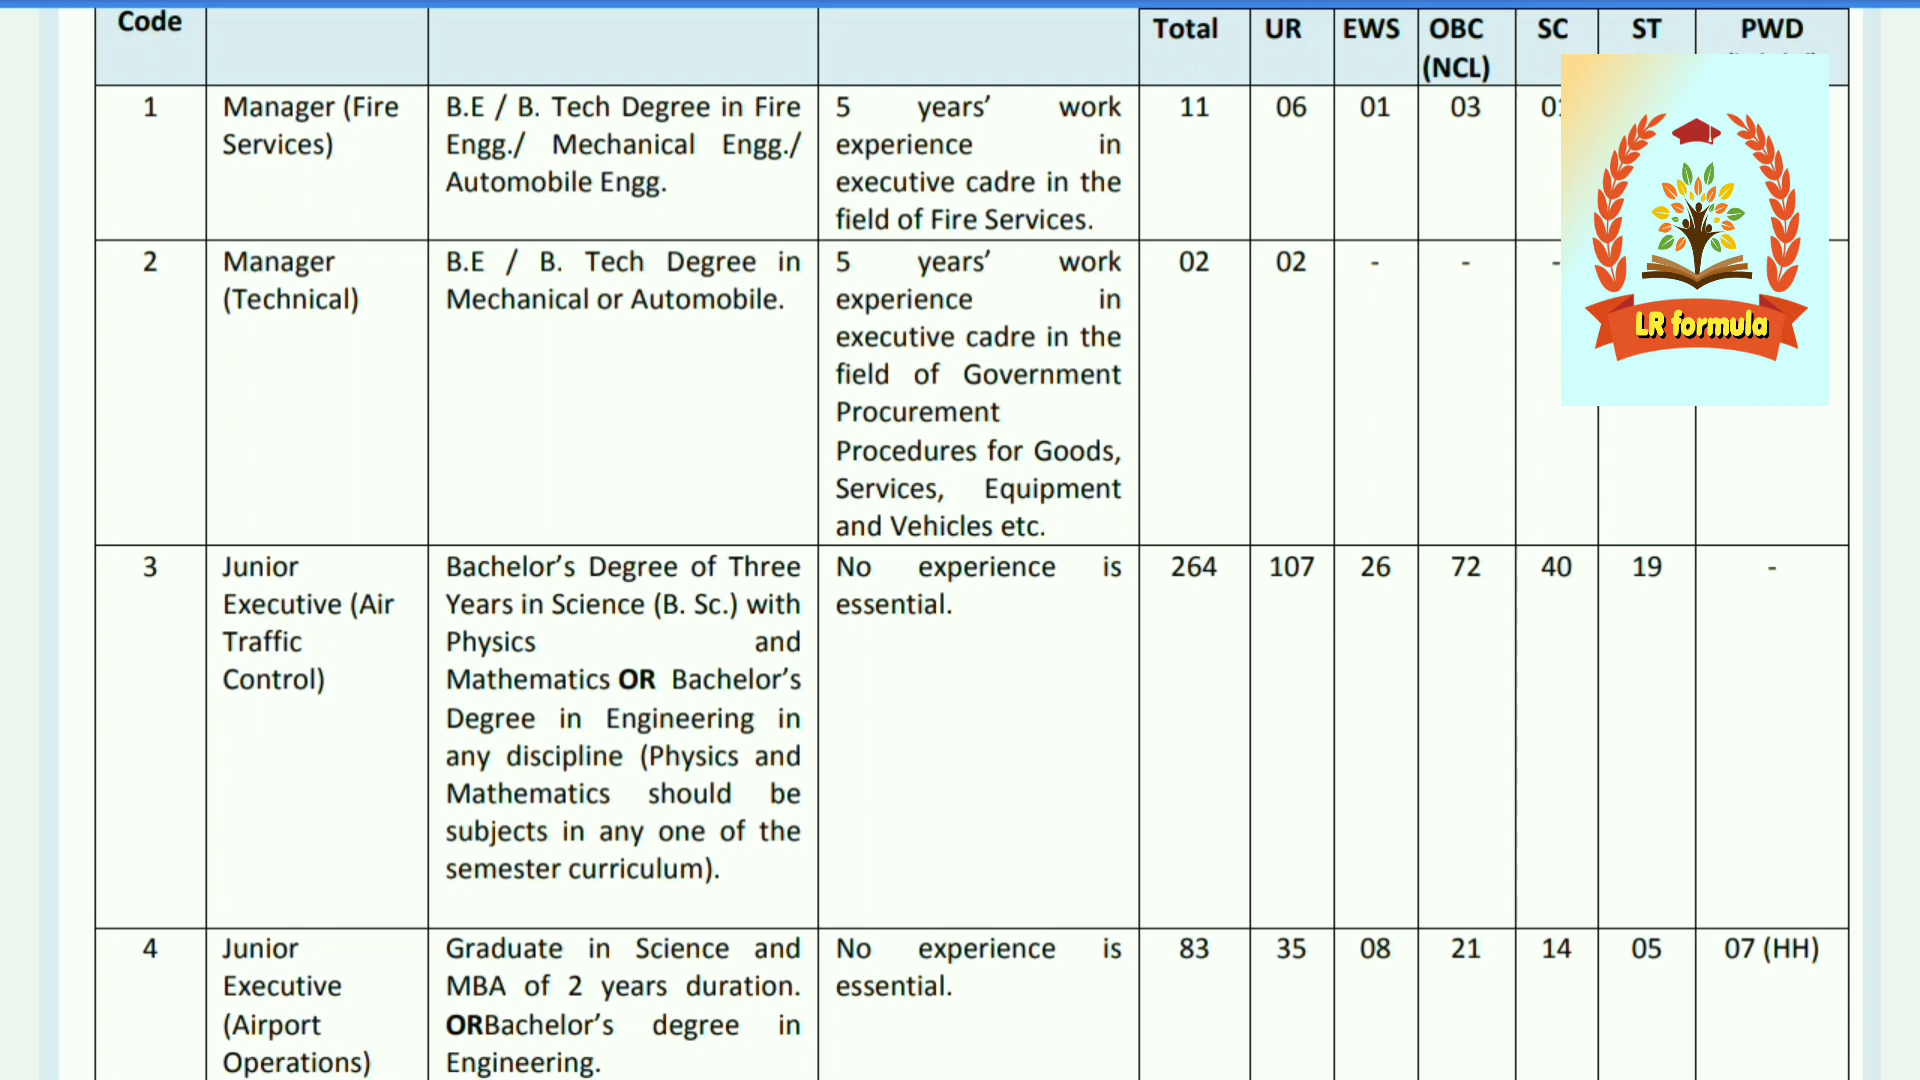 Code
Total UR EWS OBC SC ST PWD
(NCL)
1 Manager (Fire B.E / B. Tech Degree in Fire 5 years’ work 11 06 01 03
Services) Engg./ Mechanical Engg./ experience in
Automobile Engg. executive cadre in the
field of Fire Services.
2 Manager B.E / B. Tech Degree in 5 years’ work 02 02 - - -
(Technical) Mechanical or Automobile. experience in
executive cadre in the
field of Government
Procurement
Procedures for Goods,
Services, Equipment
and Vehicles etc.
LR formula
3 Junior Bachelor’s Degree of Three No experience is 264 107 26 72 40 19 -
Executive (Air Years in Science (B. Sc.) with essential.
Traffic Physics and
Control) Mathematics OR Bachelor’s
Degree in Engineering in
any discipline (Physics and
Mathematics should be
subjects in any one of the
semester curriculum).
4 Junior Graduate in Science and No experience is 83 35 08 21 14 05 07 (HH)
Executive MBA of 2 years duration. essential.
(Airport ORBachelor’s degree in
Operations) Engineering.